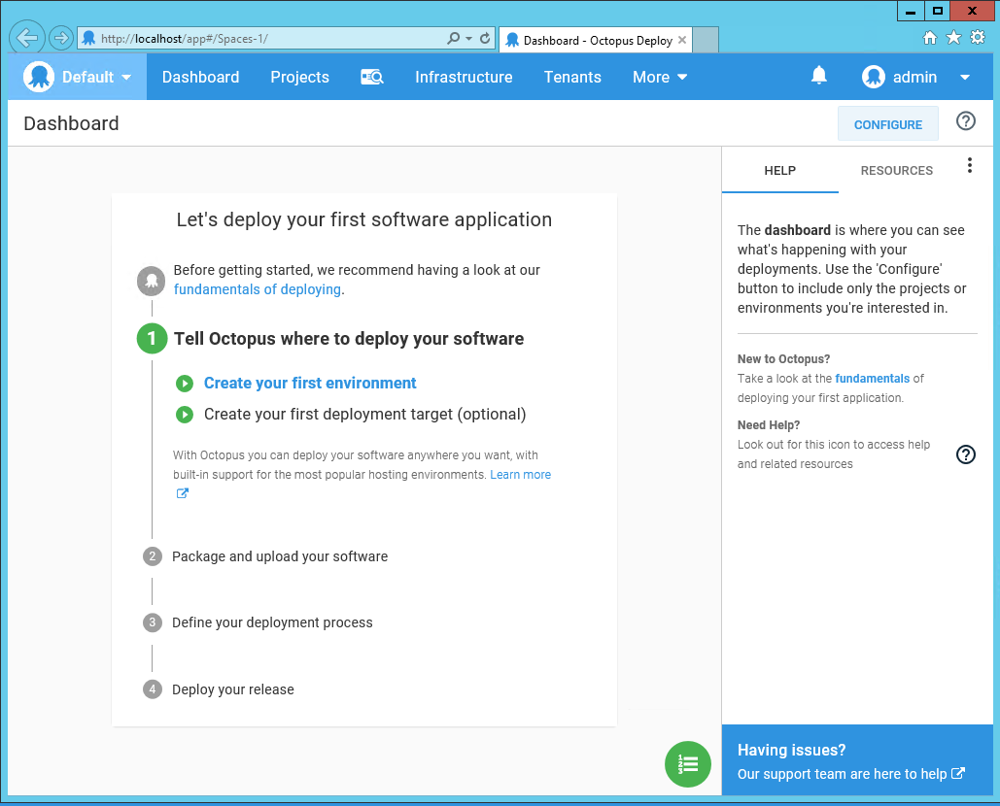 http://localhost/app#/Spaces-1/
Dashboard - Octopus Deploy
Default
Dashboard
Projects
Infrastructure
Tenants
More
admin
Dashboard
CONFIGURE
Let's deploy your first software application
Before getting started, we recommend having a look at our
fundamentals of deploying.
1 Tell Octopus where to deploy your software
Create your first environment
Create your first deployment target (optional)
With Octopus you can deploy your software anywhere you want, with
built-in support for the most popular hosting environments. Learn more
2 Package and upload your software
3 Define your deployment process
4 Deploy your release
HELP
RESOURCES
The dashboard is where you can see
what's happening with your
deployments. Use the 'Configure'
button to include only the projects or
environments you're interested in.
New to Octopus?
Take a look at the fundamentals of
deploying your first application.
Need Help?
Look out for this icon to access help
and related resources
Having issues?
Our support team are here to help